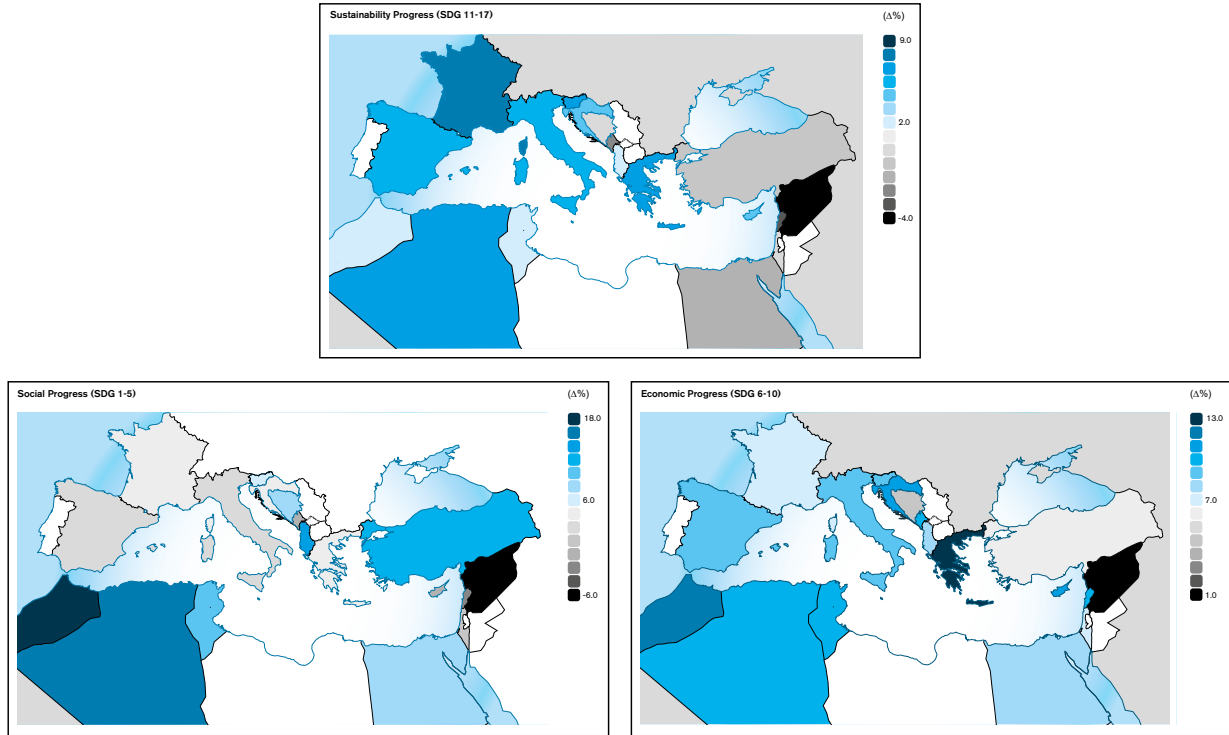 Sustainability Progress (SDG 11-17)
(Δ%)
9.0
2.0
-4.0
Social Progress (SDG 1-5)
(Δ%)
18.0
6.0
-6.0
Economic Progress (SDG 6-10)
(Δ%)
13.0
7.0
1.0